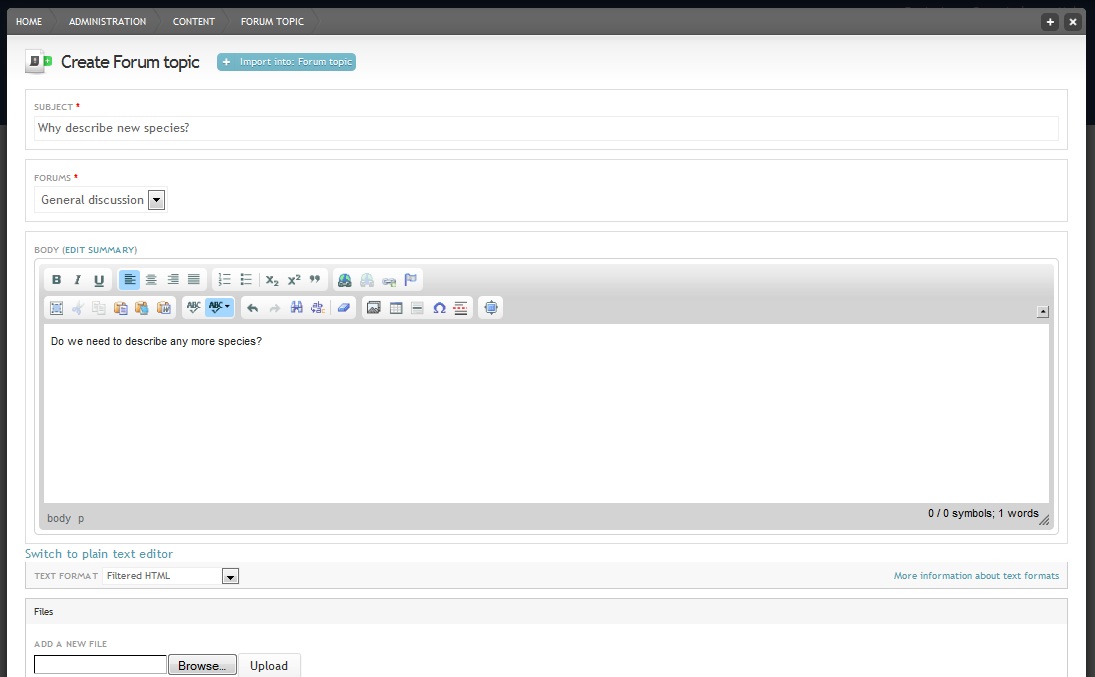 HOME ADMINISTRATION CONTENT FORUM TOPIC
Create Forum topic + Import into: Forum topic
SUBJECT *
Why describe new species?
FORUMS *
General discussion
BODY (EDIT SUMMARY)
B I U x₂ x²
ABC ABC Ω
Do we need to describe any more species?
body p 0 / 0 symbols; 1 words
Switch to plain text editor
TEXT FORMAT Filtered HTML More information about text formats
Files
ADD A NEW FILE
Browse... Upload